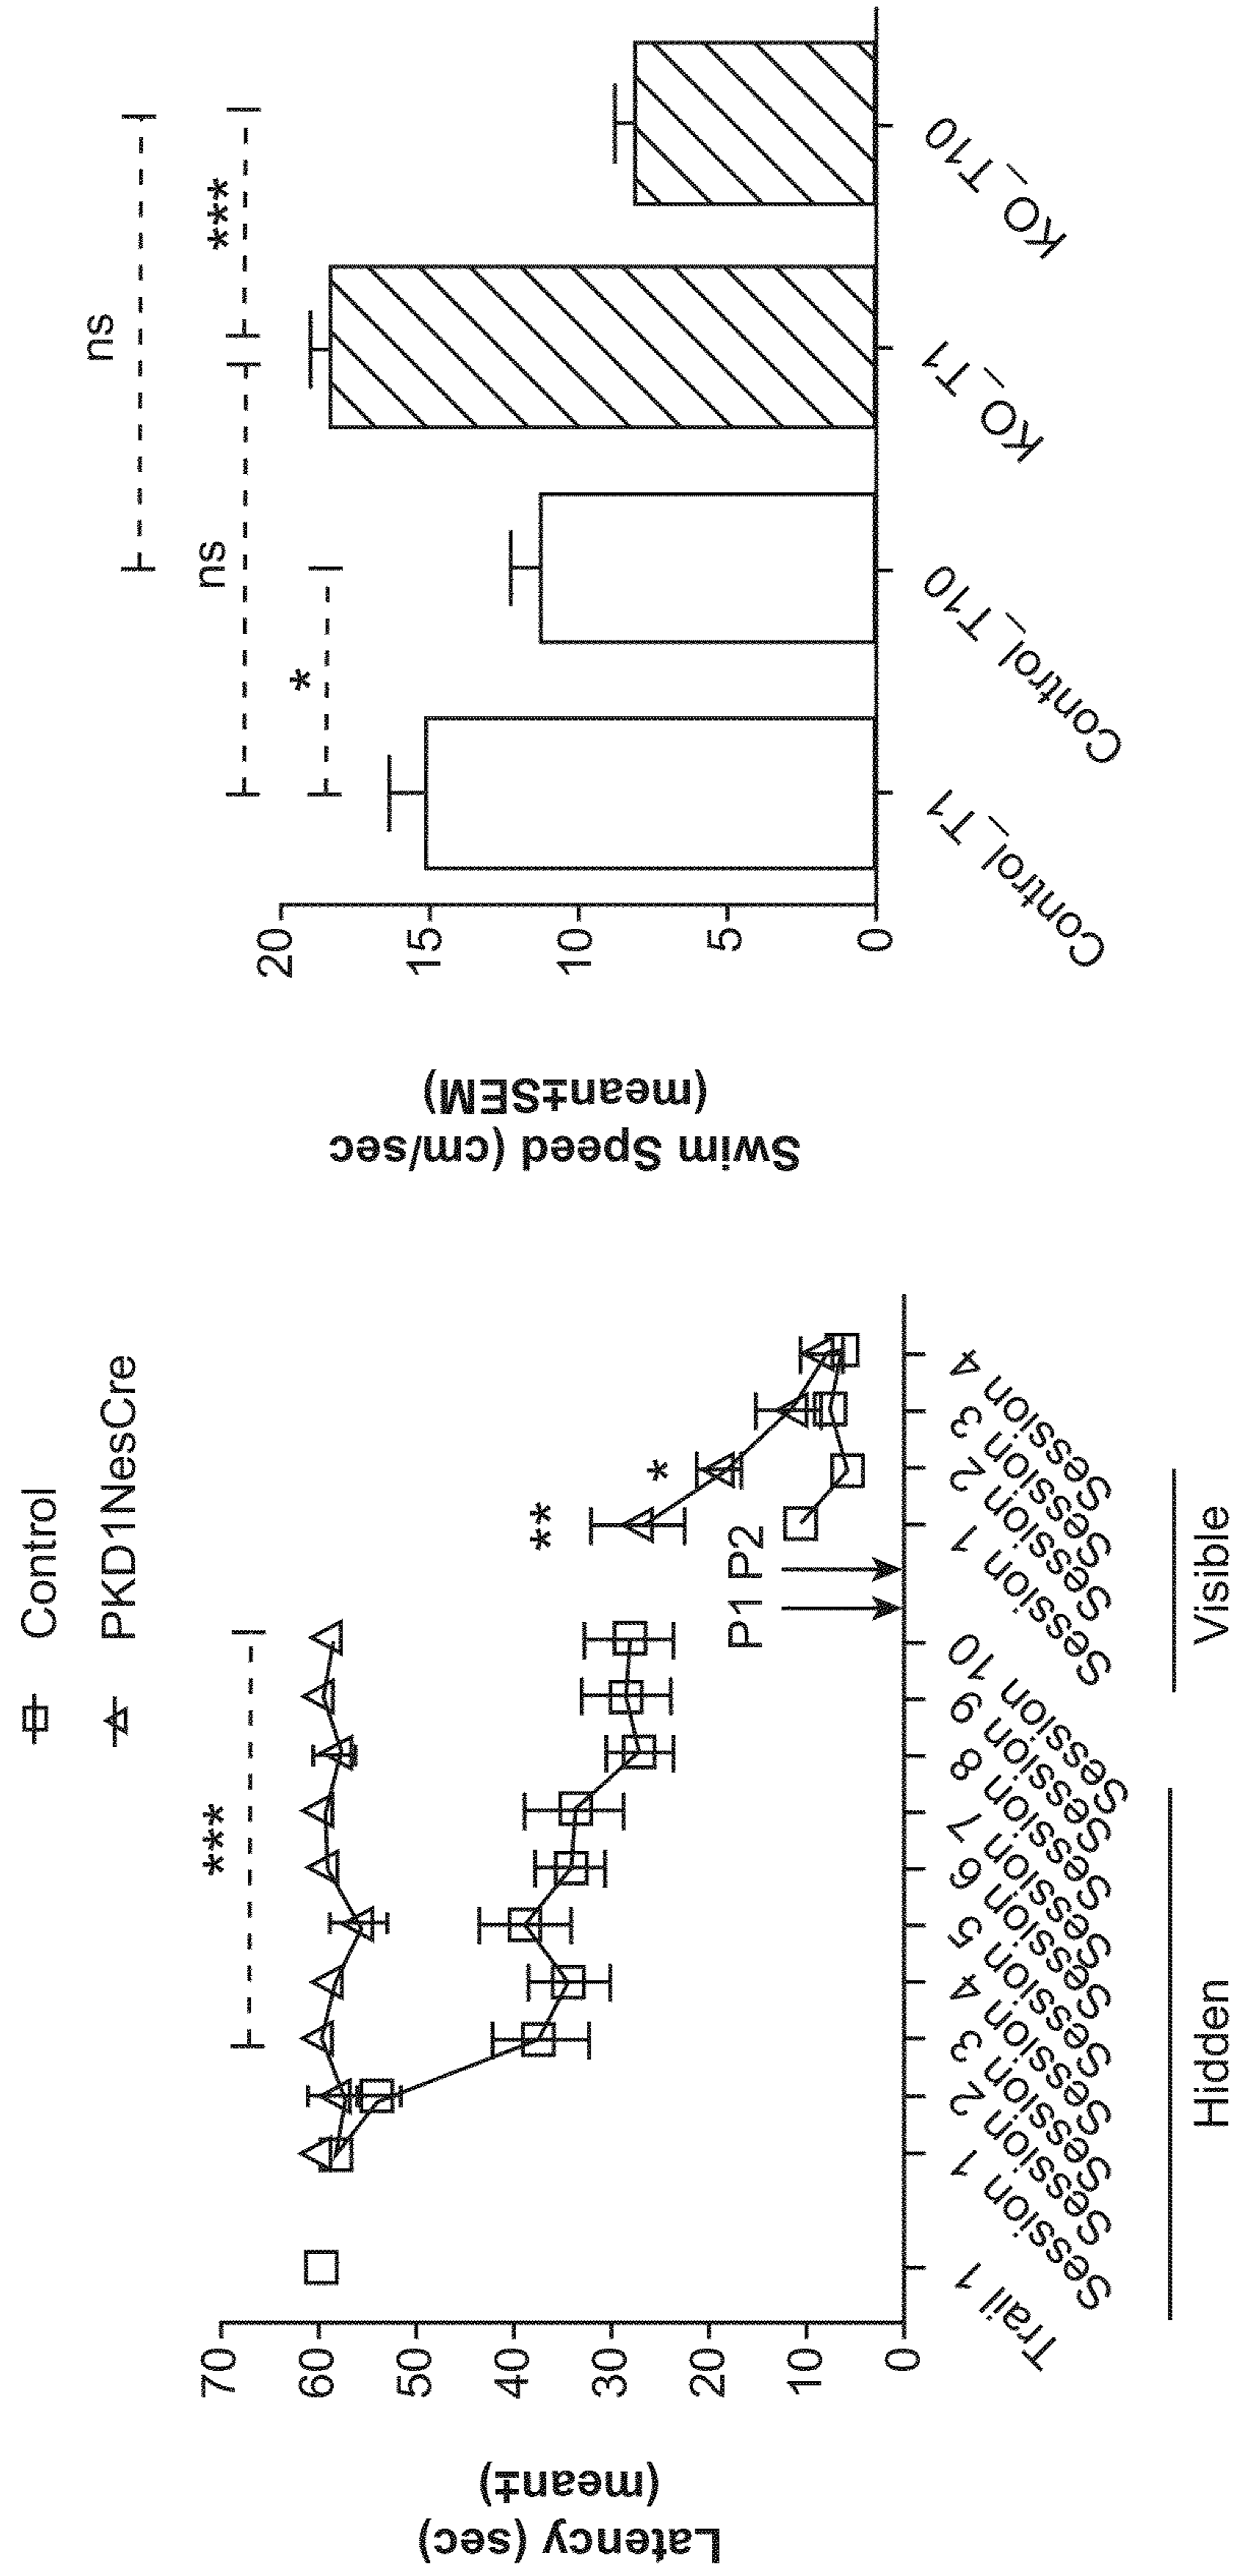 Control
PKD1NesCre
Latency (sec)
(mean±)
70
60
50
40
30
20
10
0
***
**
*
P1 P2
Trail 1
Session 1
Session 2
Session 3
Session 4
Session 5
Session 6
Session 7
Session 8
Session 9
Session 10
Session 1
Session 2
Session 3
Session 4
Hidden
Visible
Swim Speed (cm/sec
(mean±SEM)
20
15
10
5
0
ns
ns
***
*
Control_T1
Control_T10
KO_T1
KO_T10